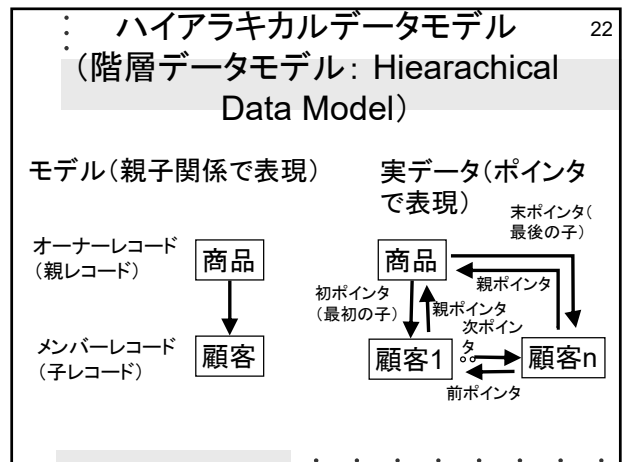 ハイアラキカルデータモデル
22
(階層データモデル: Hiearachical
Data Model)
モデル(親子関係で表現)
オーナーレコード
(親レコード)
商品
メンバーレコード
(子レコード)
顧客
実データ(ポインタ
で表現)
末ポインタ(
最後の子)
商品
初ポインタ
(最初の子)
親ポインタ
親ポインタ
次ポイン
タ
顧客1
顧客n
前ポインタ